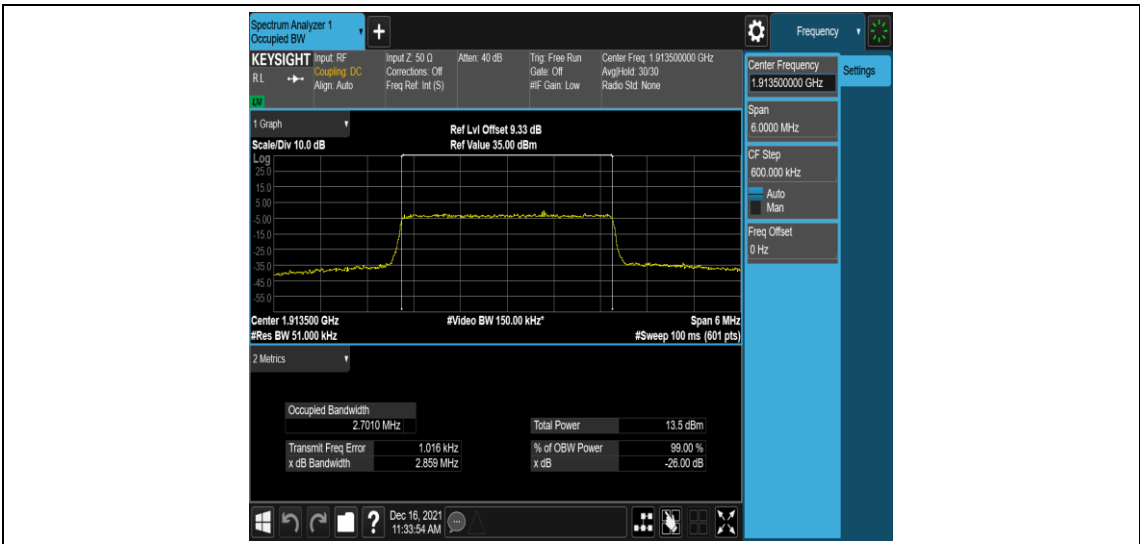 Spectrum Analyzer 1
Occupied BW
+
Frequency
KEYSIGHT
RL
LXI
Input: RF
Coupling: DC
Align: Auto
Input Z: 50 Ω
Corrections: Off
Freq Ref: Int (S)
Atten: 40 dB
Trig: Free Run
Gate: Off
#IF Gain: Low
Center Freq: 1.913500000 GHz
Avg|Hold: 30/30
Radio Std: None
Center Frequency
1.913500000 GHz
Settings
Span
6.0000 MHz
CF Step
600.000 kHz
Auto
Man
Freq Offset
0 Hz
1 Graph
Scale/Div 10.0 dB
Ref Lvl Offset 9.33 dB
Ref Value 35.00 dBm
Log
25.0
15.0
5.00
-5.00
-15.0
-25.0
-35.0
-45.0
-55.0
Center 1.913500 GHz
#Res BW 51.000 kHz
#Video BW 150.00 kHz*
Span 6 MHz
#Sweep 100 ms (601 pts)
2 Metrics
Occupied Bandwidth
2.7010 MHz
Total Power 13.5 dBm
Transmit Freq Error 1.016 kHz
% of OBW Power 99.00 %
x dB Bandwidth 2.859 MHz
x dB -26.00 dB
?
Dec 16, 2021
11:33:54 AM